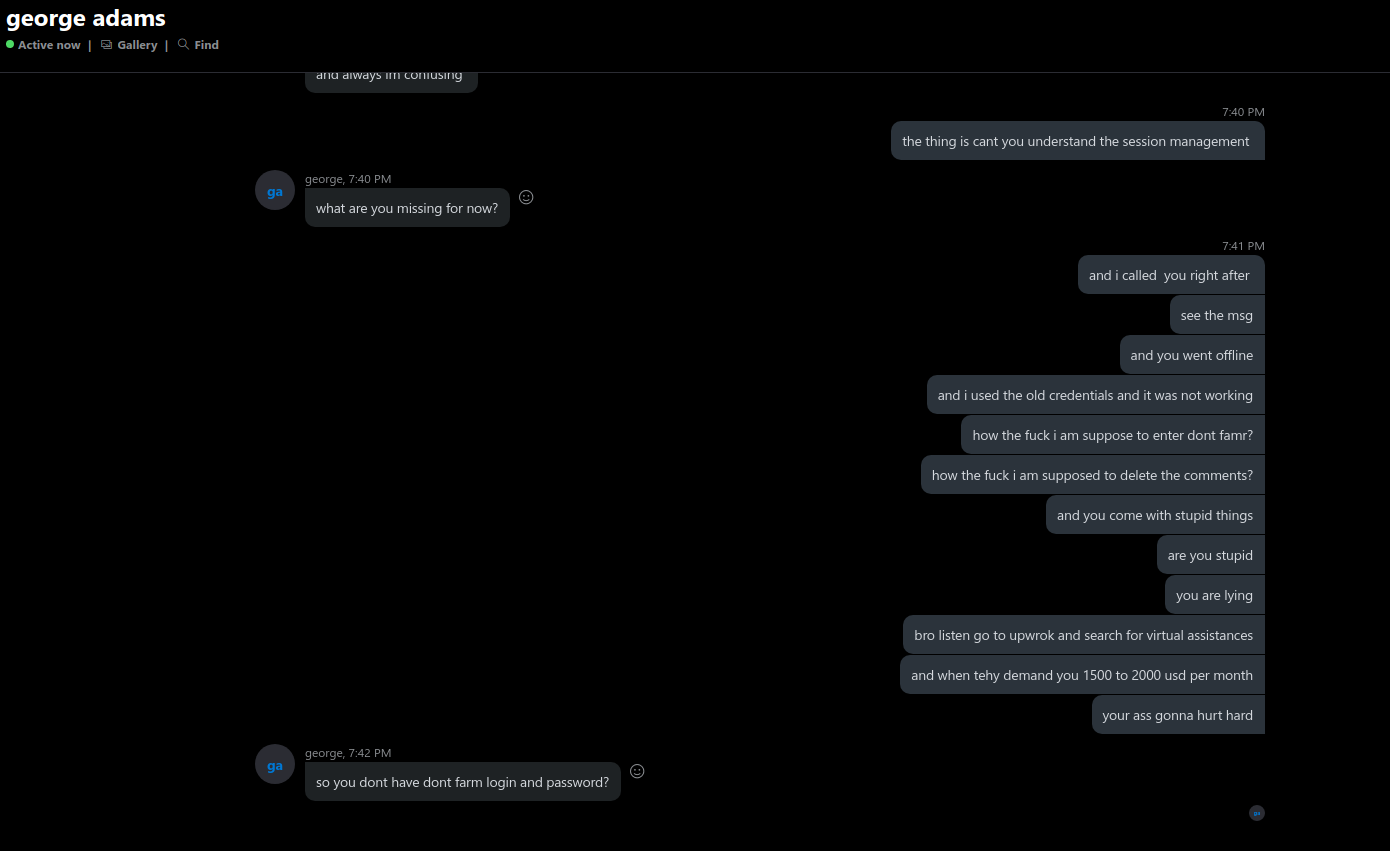 george adams
Active now | Gallery | Find
and always im confusing
7:40 PM
the thing is cant you understand the session management
george, 7:40 PM
ga
what are you missing for now?
7:41 PM
and i called  you right after
see the msg
and you went offline
and i used the old credentials and it was not working
how the fuck i am suppose to enter dont famr?
how the fuck i am supposed to delete the comments?
and you come with stupid things
are you stupid
you are lying
bro listen go to upwrok and search for virtual assistances
and when tehy demand you 1500 to 2000 usd per month
your ass gonna hurt hard
george, 7:42 PM
ga
so you dont have dont farm login and password?
ga